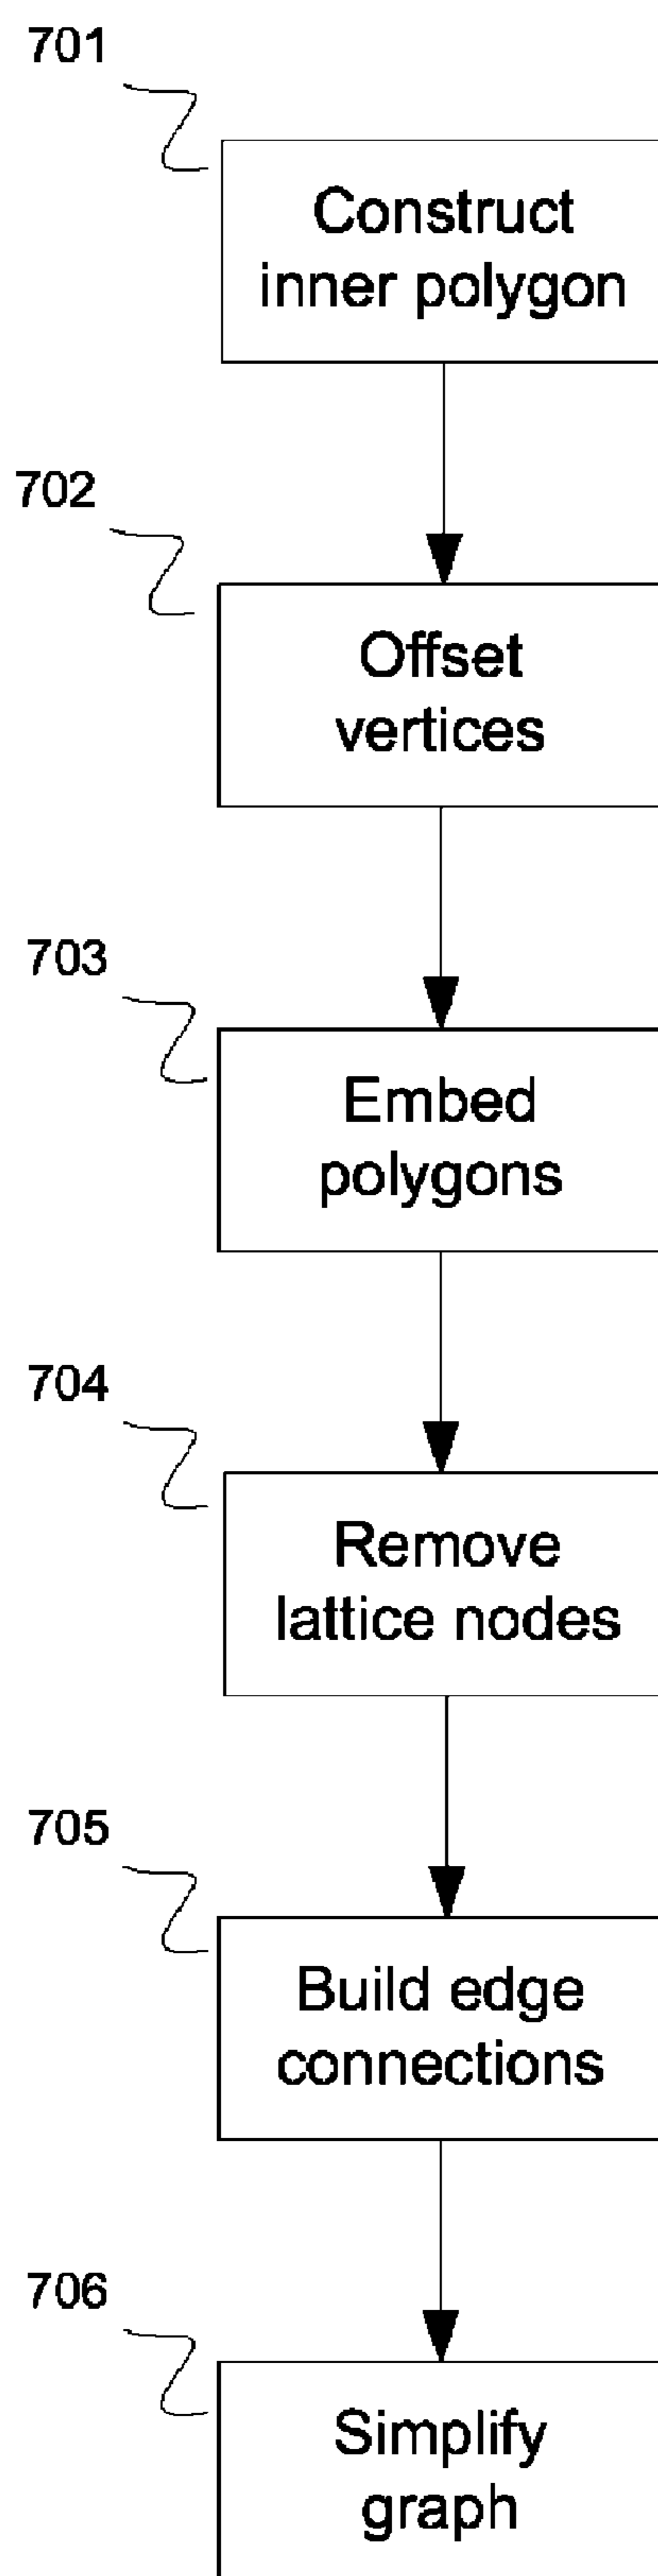 701
Construct
inner polygon
702
Offset
vertices
703
Embed
polygons
704
Remove
lattice nodes
705
Build edge
connections
706
Simplify
graph